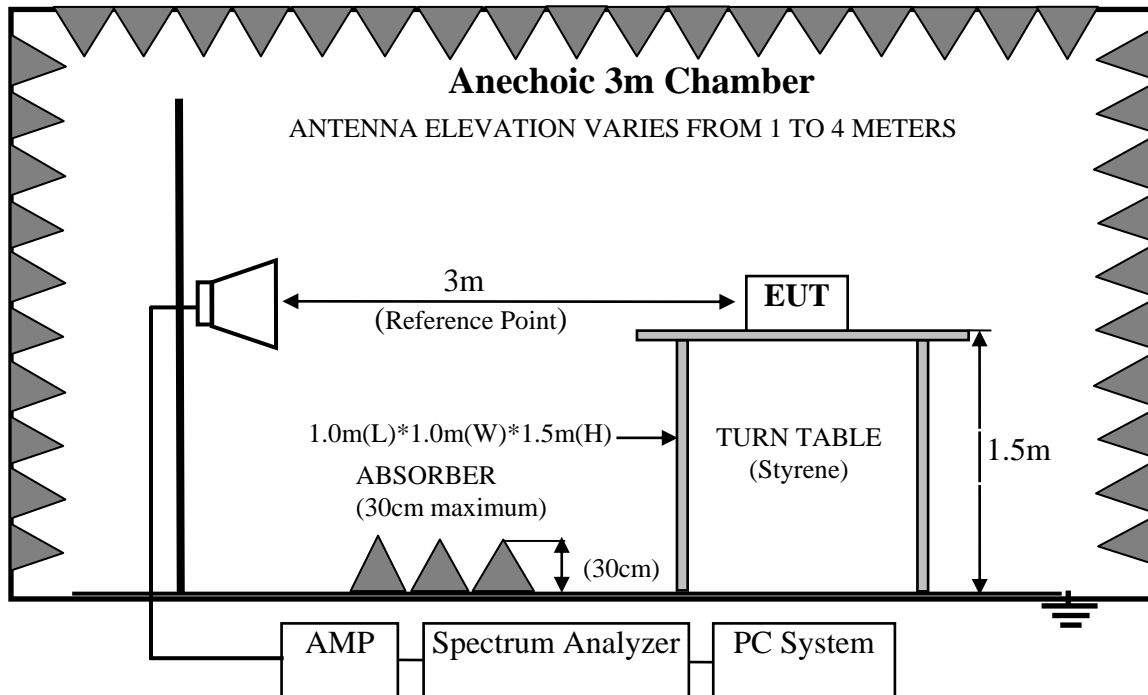 Anechoic 3m Chamber
ANTENNA ELEVATION VARIES FROM 1 TO 4 METERS
3m
(Reference Point)
EUT
1.0m(L)*1.0m(W)*1.5m(H)
TURN TABLE
(Styrene)
1.5m
ABSORBER
(30cm maximum)
(30cm)
AMP
Spectrum Analyzer
PC System